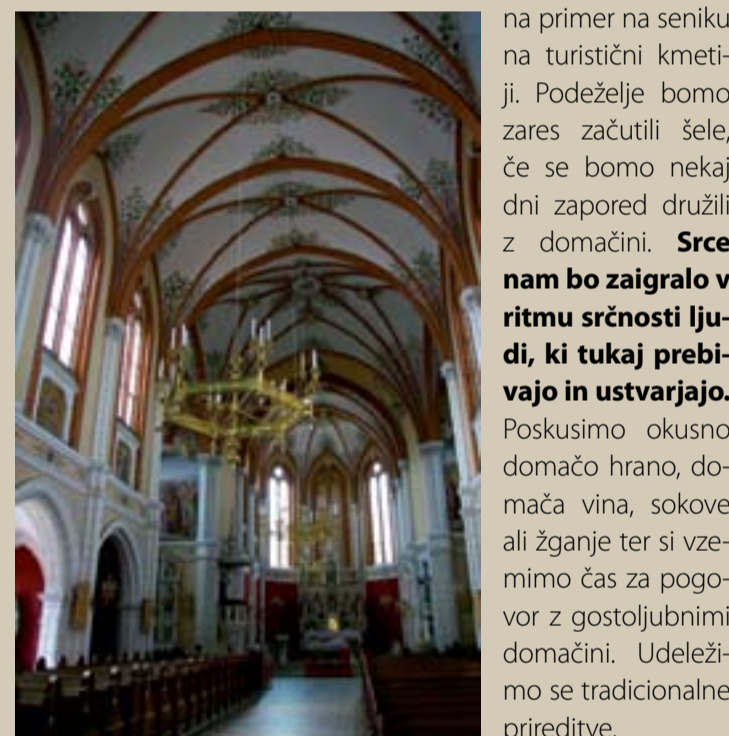 na primer na seniku
na turistični kmeti-
ji. Podeželje bomo
zares začutili šele,
če se bomo nekaj
dni zapored družili
z domačini. Srce
nam bo zaigralo v
ritmu srčnosti lju-
di, ki tukaj prebi-
vajo in ustvarjajo.
Poskusimo okusno
domačo hrano, do-
mača vina, sokove
ali žganje ter si vze-
mimo čas za pogo-
vor z gostoljubnimi
domačini. Udeleži-
mo se tradicionalne
prireditve.